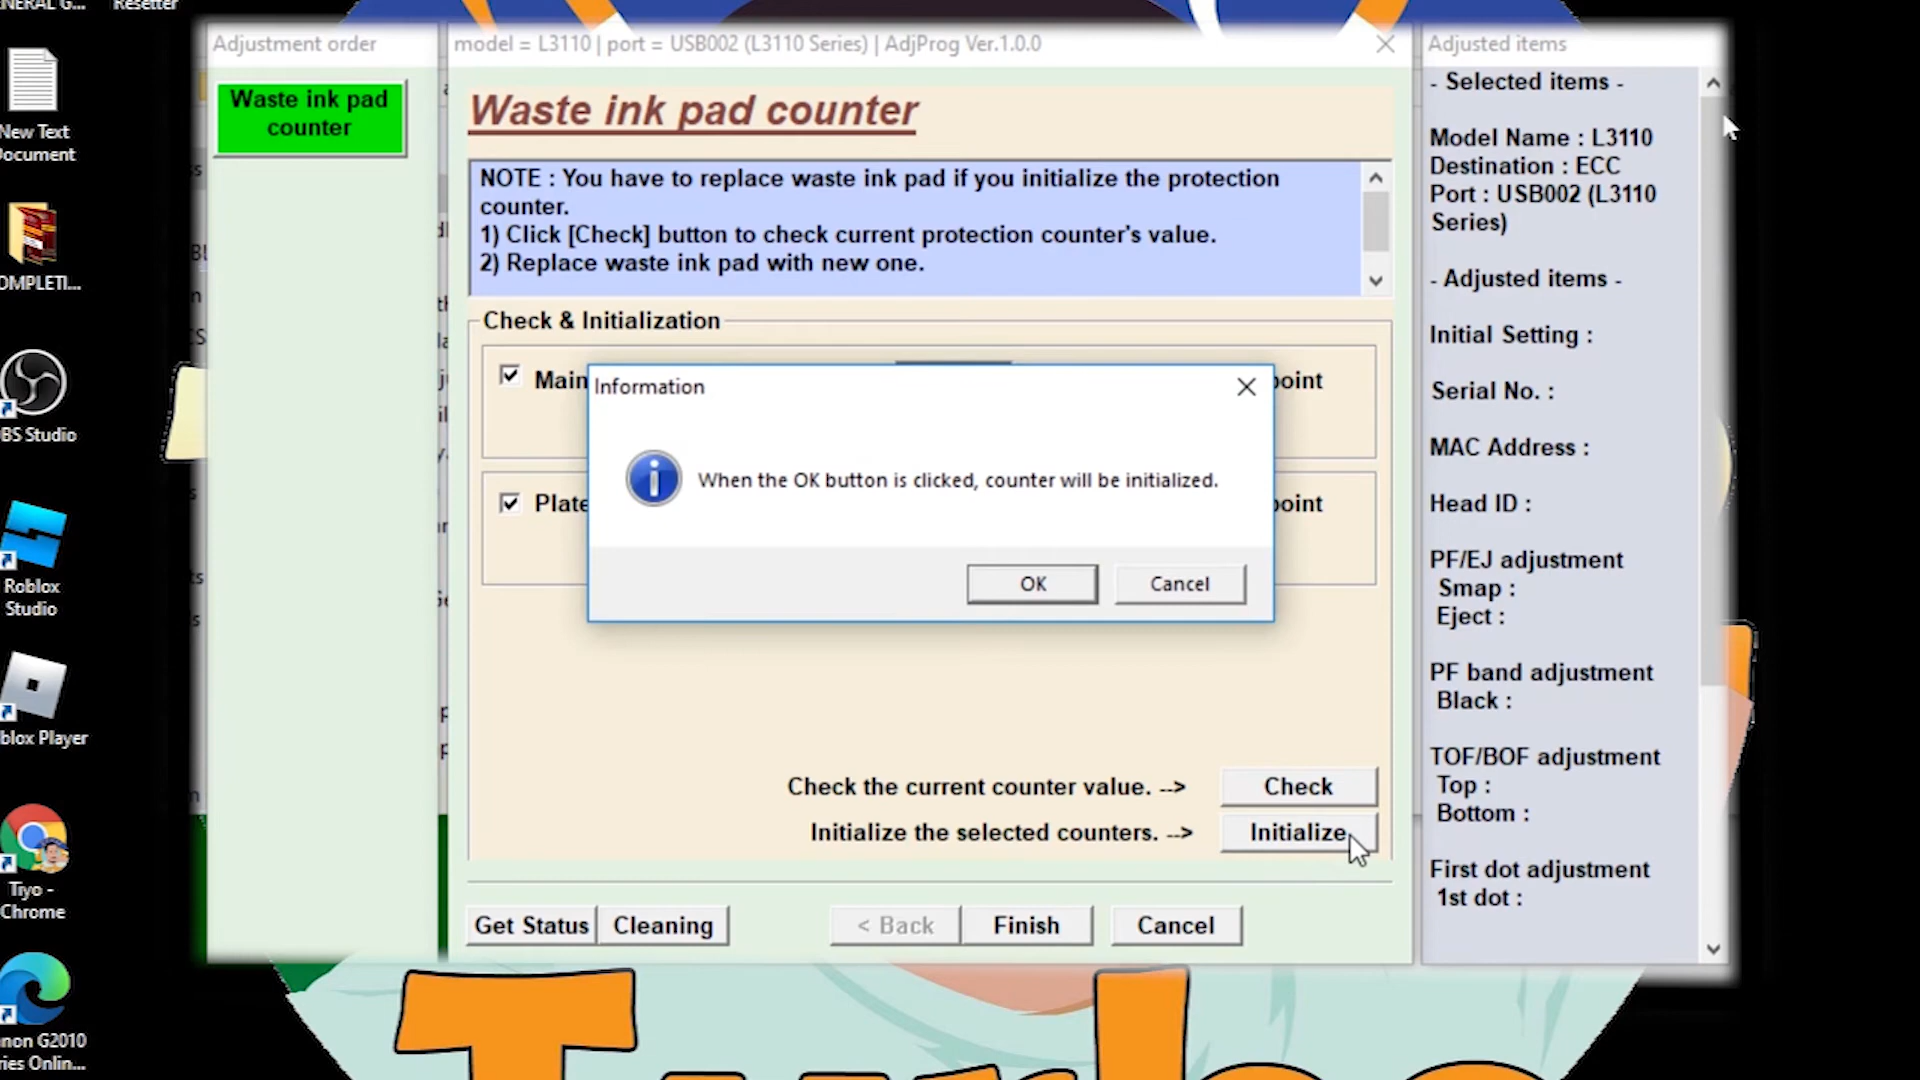 Resetter
New Text
Document
OMPLETI...
BS Studio
Roblox
Studio
blox Player
Tiyo -
Chrome
non G2010
ries Onlin...
Adjustment order
Waste ink pad
counter
model = L3110 | port = USB002 (L3110 Series) | AdjProg Ver.1.0.0
Waste ink pad counter
NOTE : You have to replace waste ink pad if you initialize the protection
counter.
1) Click [Check] button to check current protection counter's value.
2) Replace waste ink pad with new one.
Check & Initialization
Main
point
Plate
point
Information
When the OK button is clicked, counter will be initialized.
OK
Cancel
Check the current counter value. -->
Check
Initialize the selected counters. -->
Initialize
Get Status
Cleaning
< Back
Finish
Cancel
Adjusted items
- Selected items -
Model Name : L3110
Destination : ECC
Port : USB002 (L3110
Series)
- Adjusted items -
Initial Setting :
Serial No. :
MAC Address :
Head ID :
PF/EJ adjustment
Smap :
Eject :
PF band adjustment
Black :
TOF/BOF adjustment
Top :
Bottom :
First dot adjustment
1st dot :